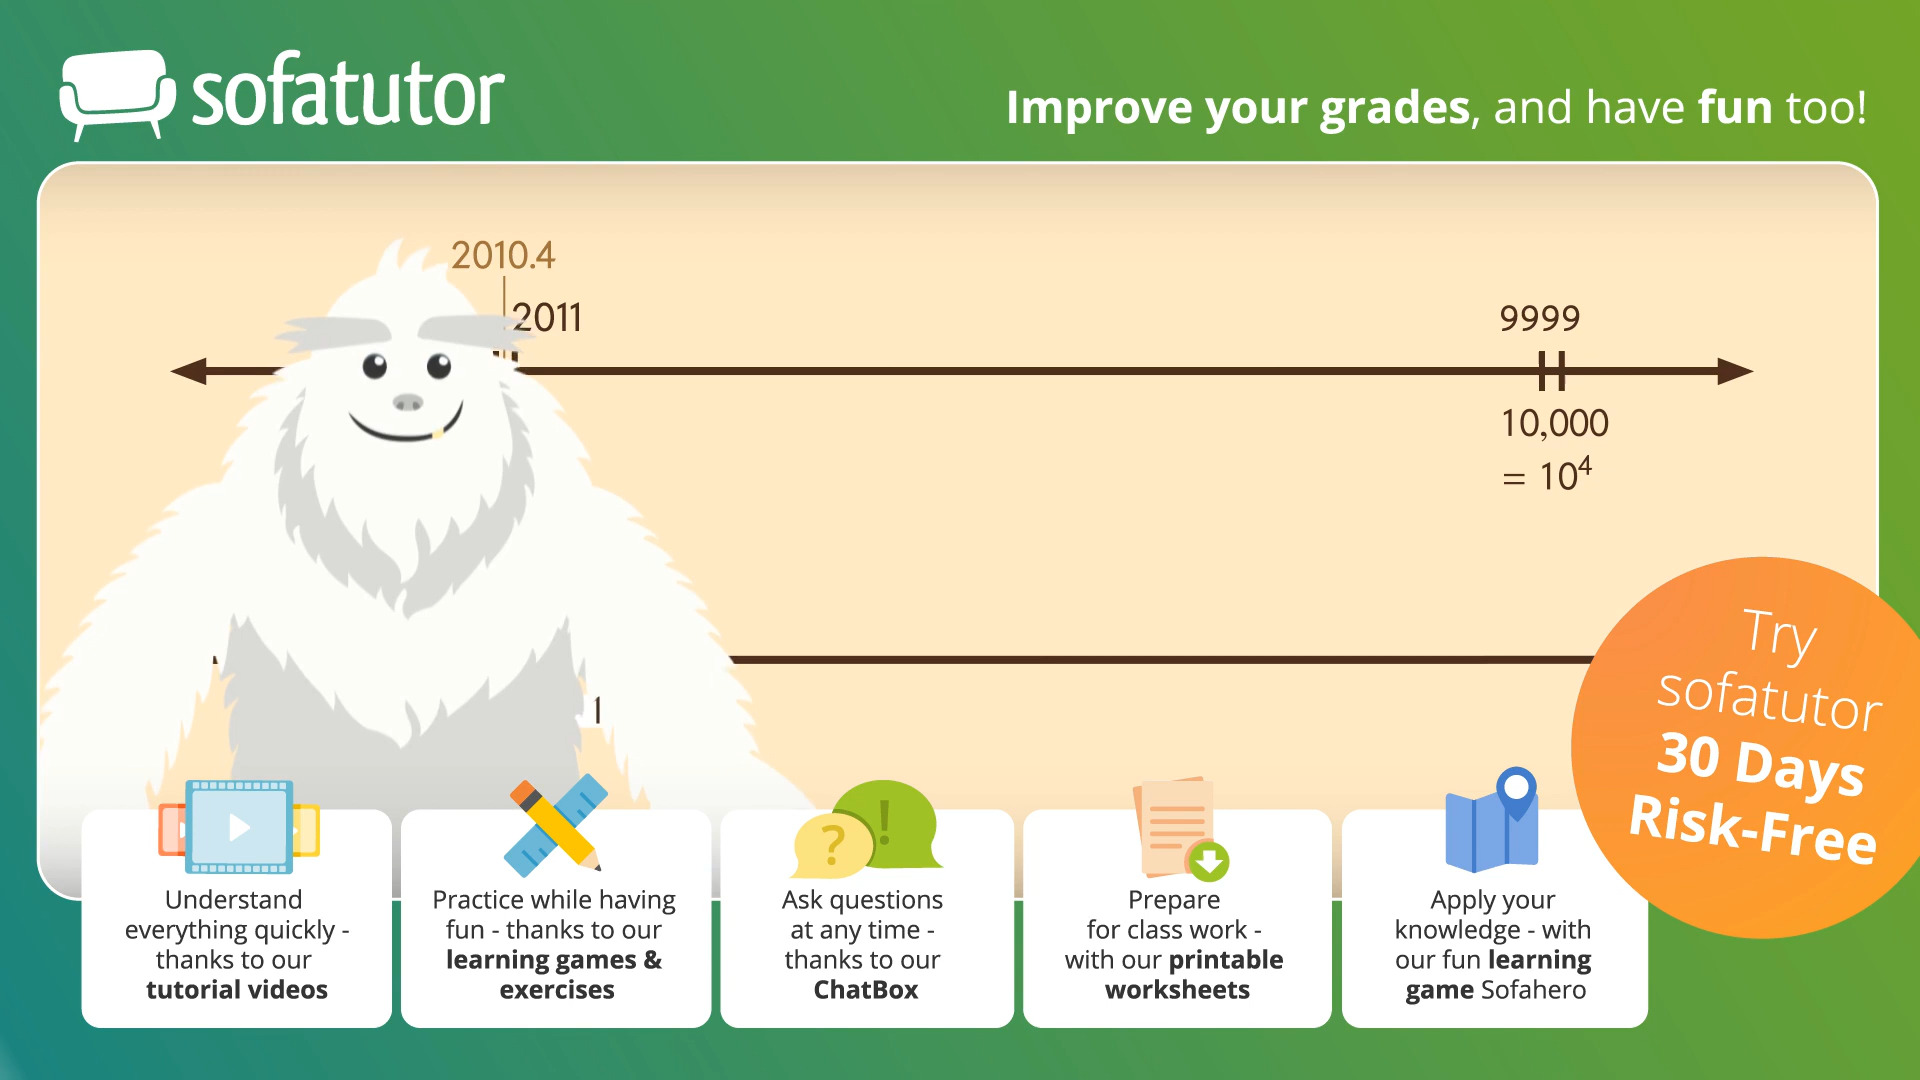 sofatutor
Improve your grades, and have fun too!
2010.4
2011
9999
10,000
= 10⁴
1
Try
sofatutor
30 Days
Risk-Free
?
!
Understand
everything quickly -
thanks to our
tutorial videos
Practice while having
fun - thanks to our
learning games &
exercises
Ask questions
at any time -
thanks to our
ChatBox
Prepare
for class work -
with our printable
worksheets
Apply your
knowledge - with
our fun learning
game Sofahero